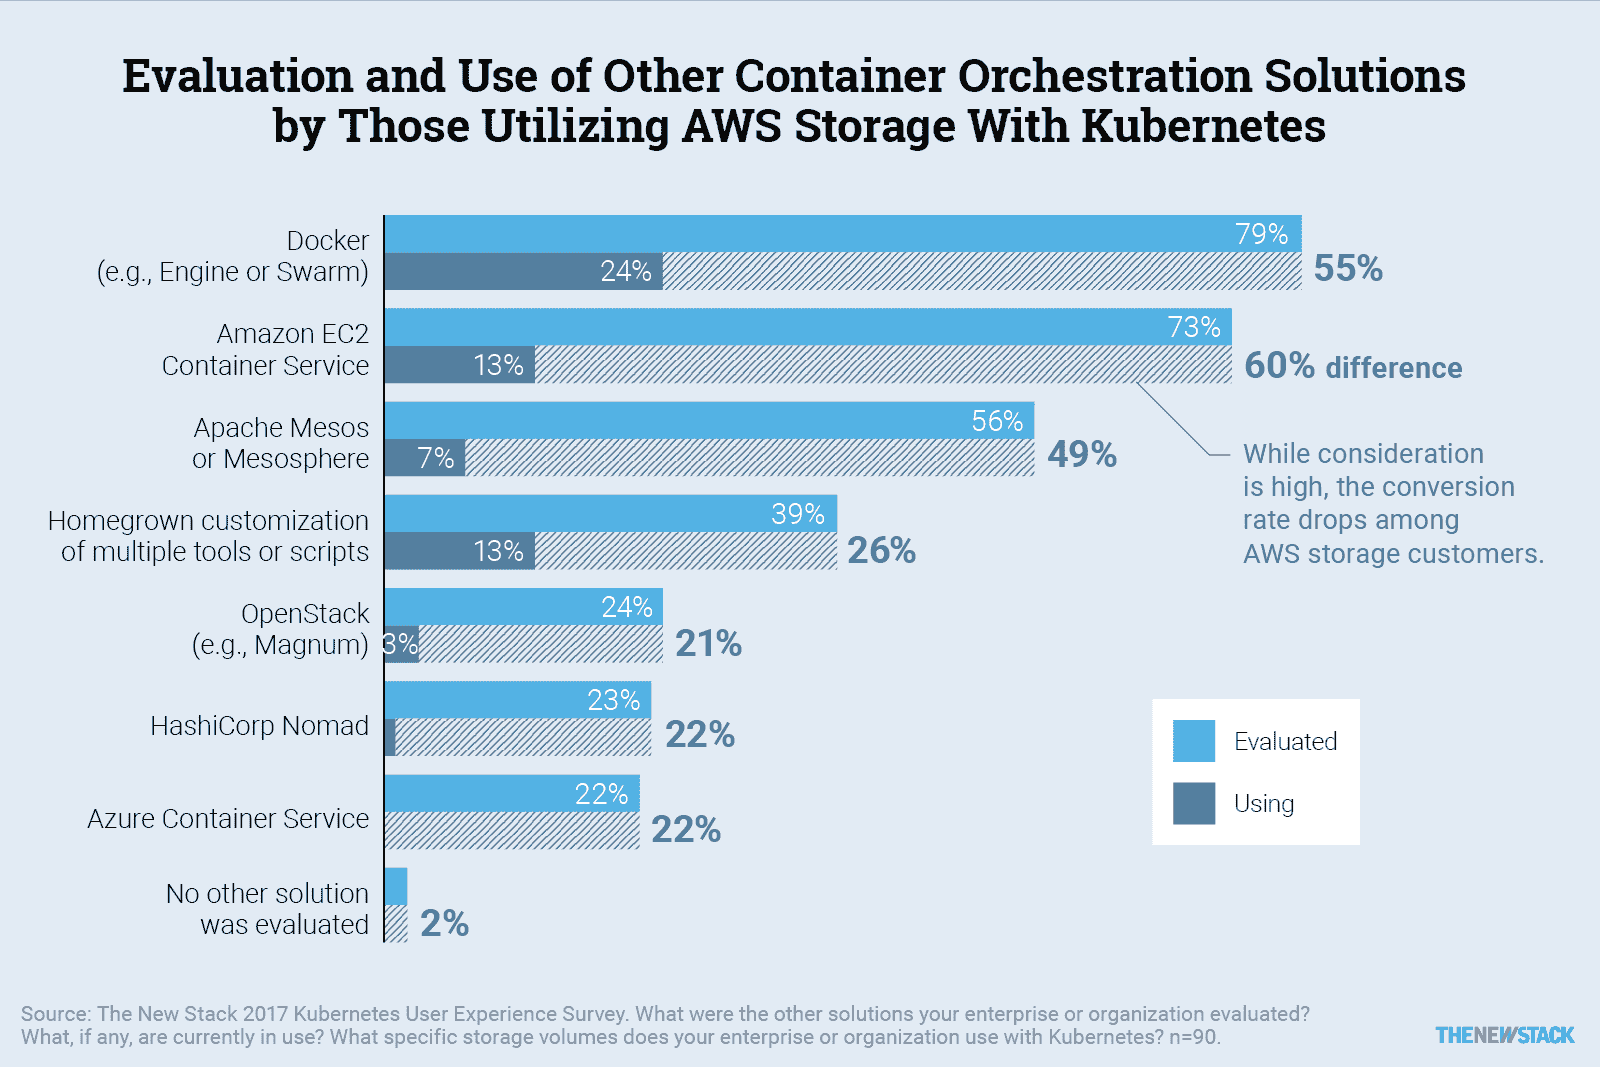 Evaluation and Use of Other Container Orchestration Solutions
by Those Utilizing AWS Storage With Kubernetes
Docker
(e.g., Engine or Swarm)
79%
24%
55%
Amazon EC2
Container Service
73%
13%
60% difference
Apache Mesos
or Mesosphere
56%
7%
49%
While consideration
is high, the conversion
rate drops among
AWS storage customers.
Homegrown customization
of multiple tools or scripts
39%
13%
26%
OpenStack
(e.g., Magnum)
24%
3%
21%
HashiCorp Nomad
23%
22%
Azure Container Service
22%
22%
No other solution
was evaluated
2%
Evaluated
Using
Source: The New Stack 2017 Kubernetes User Experience Survey. What were the other solutions your enterprise or organization evaluated?
What, if any, are currently in use? What specific storage volumes does your enterprise or organization use with Kubernetes? n=90.
THENEWSTACK